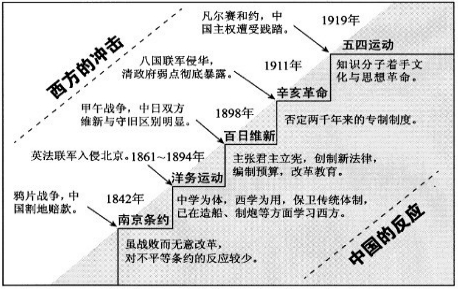 1919年
凡尔赛和约，中
国主权遭受践踏。
五四运动
知识分子着手文
化与思想革命。
西方的冲击
1911年
八国联军侵华，
清政府弱点彻底暴露。
辛亥革命
否定两千年来的专制制度。
1898年
甲午战争，中日双方
维新与守旧区别明显。
百日维新
主张君主立宪，创制新法律，
编制预算，改革教育。
英法联军入侵北京。
1861～1894年
洋务运动
中学为体，西学为用，保卫传统体制，
已在造船、制炮等方面学习西方。
1842年
鸦片战争，中
国割地赔款。
南京条约
虽战败而无意改革，
对不平等条约的反应较少。
中国的反应